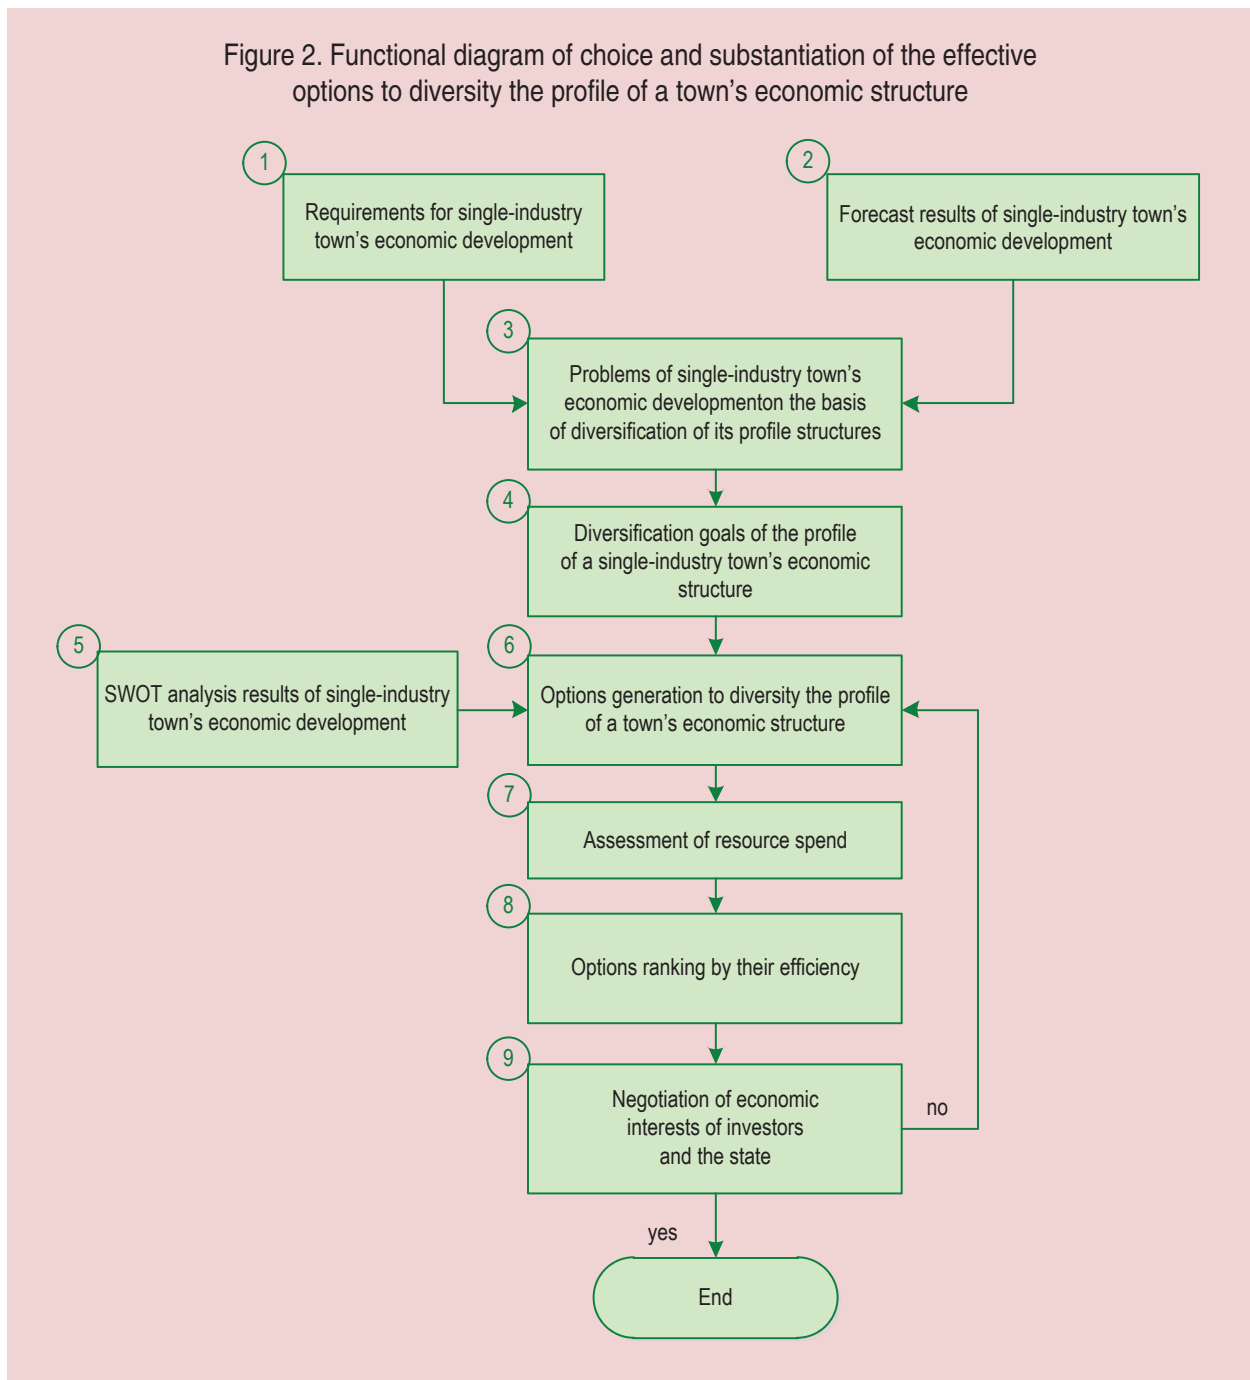 Figure 2. Functional diagram of choice and substantiation of the effective
options to diversity the profile of a town’s economic structure
1
2
Requirements for single-industry
town’s economic development
Forecast results of single-industry town’s
economic development
3
Problems of single-industry town’s
economic developmenton the basis
of diversification of its profile structures
4
Diversification goals of the profile
of a single-industry town’s economic
structure
5
SWOT analysis results of single-industry
town’s economic development
6
Options generation to diversity the profile
of a town’s economic structure
7
Assessment of resource spend
8
Options ranking by their efficiency
9
Negotiation of economic
interests of investors
and the state
no
yes
End